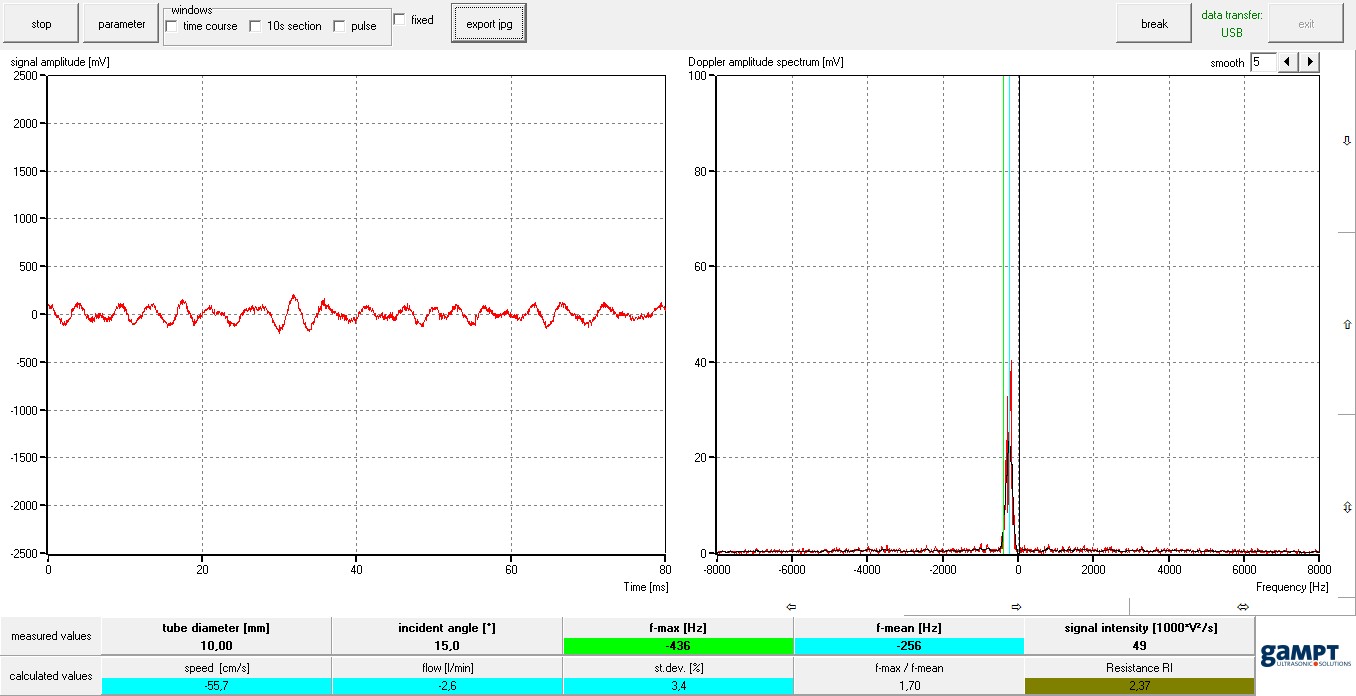 stop
parameter
windows
time course
10s section
pulse
fixed
export jpg
break
data transfer:
USB
exit
signal amplitude [mV]
2500
2000
1500
1000
500
0
-500
-1000
-1500
-2000
-2500
0 20 40 60 80
Time [ms]
Doppler amplitude spectrum [mV]
smooth 5
100
80
60
40
20
0
-8000 -6000 -4000 -2000 0 2000 4000 6000 8000
Frequency [Hz]
measured values
tube diameter [mm] incident angle [°] f-max [Hz] f-mean [Hz] signal intensity [1000*V²/s]
10,00 15,0 -436 -256 49
calculated values
speed [cm/s] flow [l/min] st.dev. [%] f-max / f-mean Resistance RI
-55,7 -2,6 3,4 1,70 2,37
GAMPT
ULTRASONIC SOLUTIONS